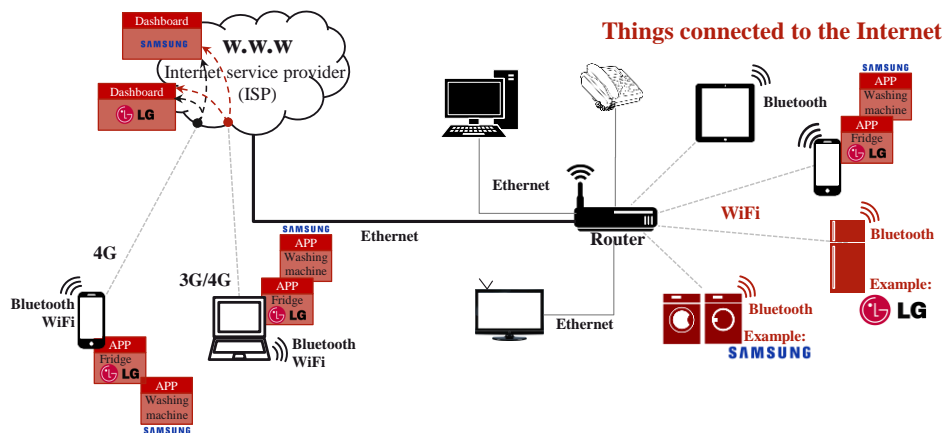 Things connected to the Internet
Dashboard
SAMSUNG
w.w.w
Internet service provider
(ISP)
Dashboard
LG
Bluetooth
SAMSUNG
APP
Washing
machine
APP
Fridge
LG
Ethernet
WiFi
Router
Ethernet
Bluetooth
Example:
LG
4G
3G/4G
SAMSUNG
APP
Washing
machine
APP
Fridge
LG
Bluetooth
WiFi
Bluetooth
WiFi
APP
Fridge
LG
APP
Washing
machine
SAMSUNG
Ethernet
Bluetooth
Example:
SAMSUNG